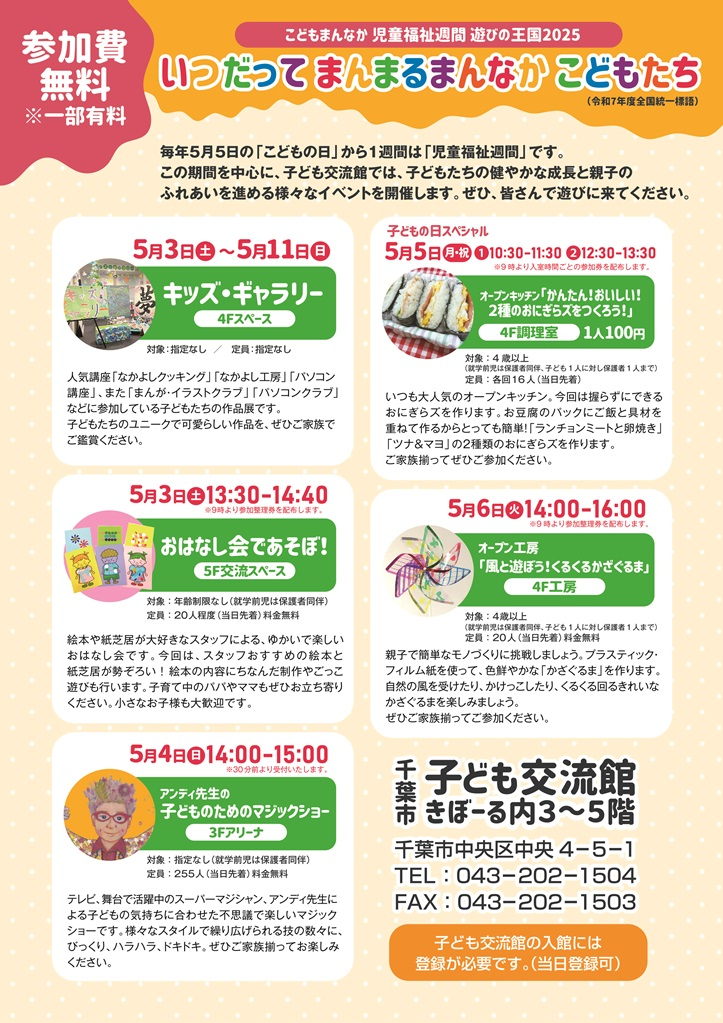 参加費
無料
※一部有料
こどもまんなか 児童福祉週間 遊びの王国2025
いつだって まんまるまんなか こどもたち
（令和7年度全国統一標語）
毎年5月5日の「こどもの日」から1週間は「児童福祉週間」です。
この期間を中心に、子ども交流館では、子どもたちの健やかな成長と親子の
ふれあいを進める様々なイベントを開催します。ぜひ、皆さんで遊びに来てください。
5月3日土～5月11日日
夢
キッズ・ギャラリー
4Fスペース
対象：指定なし ／ 定員：指定なし
人気講座「なかよしクッキング」「なかよし工房」「パソコン
講座」、また「まんが・イラストクラブ」「パソコンクラブ」
などに参加している子どもたちの作品展です。
子どもたちのユニークで可愛らしい作品を、ぜひご家族で
ご鑑賞ください。
5月3日土13:30-14:40
※9時より参加整理券を配布します。
おはなし会であそぼ！
5F交流スペース
対象：年齢制限なし（就学前児は保護者同伴）
定員：20人程度（当日先着）料金無料
絵本や紙芝居が大好きなスタッフによる、ゆかいで楽しい
おはなし会です。今回は、スタッフおすすめの絵本と
紙芝居が勢ぞろい！絵本の内容にちなんだ制作やごっこ
遊びも行います。子育て中のパパやママもぜひお立ち寄り
ください。小さなお子様も大歓迎です。
5月4日日14:00-15:00
※30分前より受付いたします。
アンディ先生の
子どものためのマジックショー
3Fアリーナ
対象：指定なし（就学前児は保護者同伴）
定員：255人（当日先着）料金無料
テレビ、舞台で活躍中のスーパーマジシャン、アンディ先生に
よる子どもの気持ちに合わせた不思議で楽しいマジック
ショーです。様々なスタイルで繰り広げられる技の数々に、
びっくり、ハラハラ、ドキドキ。ぜひご家族揃ってお楽しみ
ください。
子どもの日スペシャル
5月5日月・祝 ①10:30-11:30 ②12:30-13:30
※9時より入室時間ごとの参加券を配布します。
オープンキッチン「かんたん！おいしい！
2種のおにぎらズをつくろう！」
4F調理室 1人100円
対象：４歳以上
（就学前児は保護者同伴、子ども１人に対し保護者１人まで）
定員：各回16人（当日先着）
いつも大人気のオープンキッチン。今回は握らずにできる
おにぎらズを作ります。お豆腐のパックにご飯と具材を
重ねて作るからとっても簡単！「ランチョンミートと卵焼き」
「ツナ＆マヨ」の2種類のおにぎらズを作ります。
ご家族揃ってぜひご参加ください。
5月6日火14:00-16:00
※9時より参加整理券を配布します。
オープン工房
「風と遊ぼう！くるくるかざぐるま」
4F工房
対象：4歳以上
（就学前児は保護者同伴、子ども１人に対し保護者１人まで）
定員：20人（当日先着）料金無料
親子で簡単なモノづくりに挑戦しましょう。プラスティック・
フィルム紙を使って、色鮮やかな「かざぐるま」を作ります。
自然の風を受けたり、かけっこしたり、くるくる回るきれいな
かざぐるまを楽しみましょう。
ぜひご家族揃ってご参加ください。
千葉市 子ども交流館
きぼーる内3～5階
千葉市中央区中央4-5-1
TEL：043-202-1504
FAX：043-202-1503
子ども交流館の入館には
登録が必要です。（当日登録可）